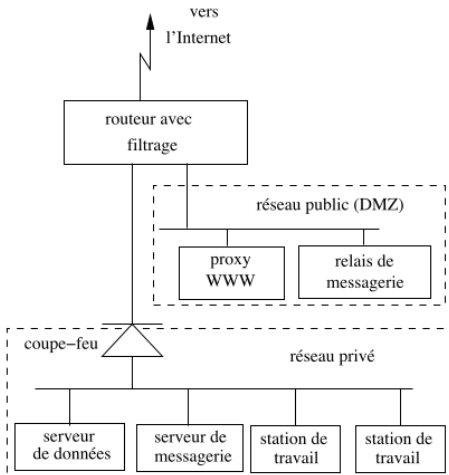 vers
l'Internet
routeur avec
filtrage
réseau public (DMZ)
proxy
WWW
relais de
messagerie
coupe-feu
réseau privé
serveur
de données
serveur de
messagerie
station de
travail
station de
travail